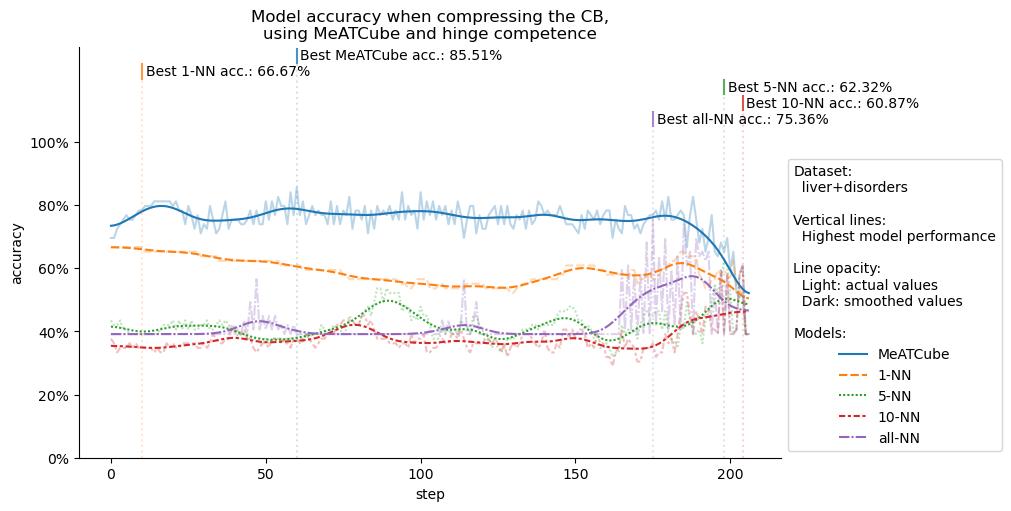 Model accuracy when compressing the CB,
using MeATCube and hinge competence
Best MeATCube acc.: 85.51%
Best 1-NN acc.: 66.67%
Best 5-NN acc.: 62.32%
Best 10-NN acc.: 60.87%
Best all-NN acc.: 75.36%
100%
80%
60%
40%
20%
0%
accuracy
0
50
100
150
200
step
Dataset:
liver+disorders
Vertical lines:
Highest model performance
Line opacity:
Light: actual values
Dark: smoothed values
Models:
MeATCube
1-NN
5-NN
10-NN
all-NN